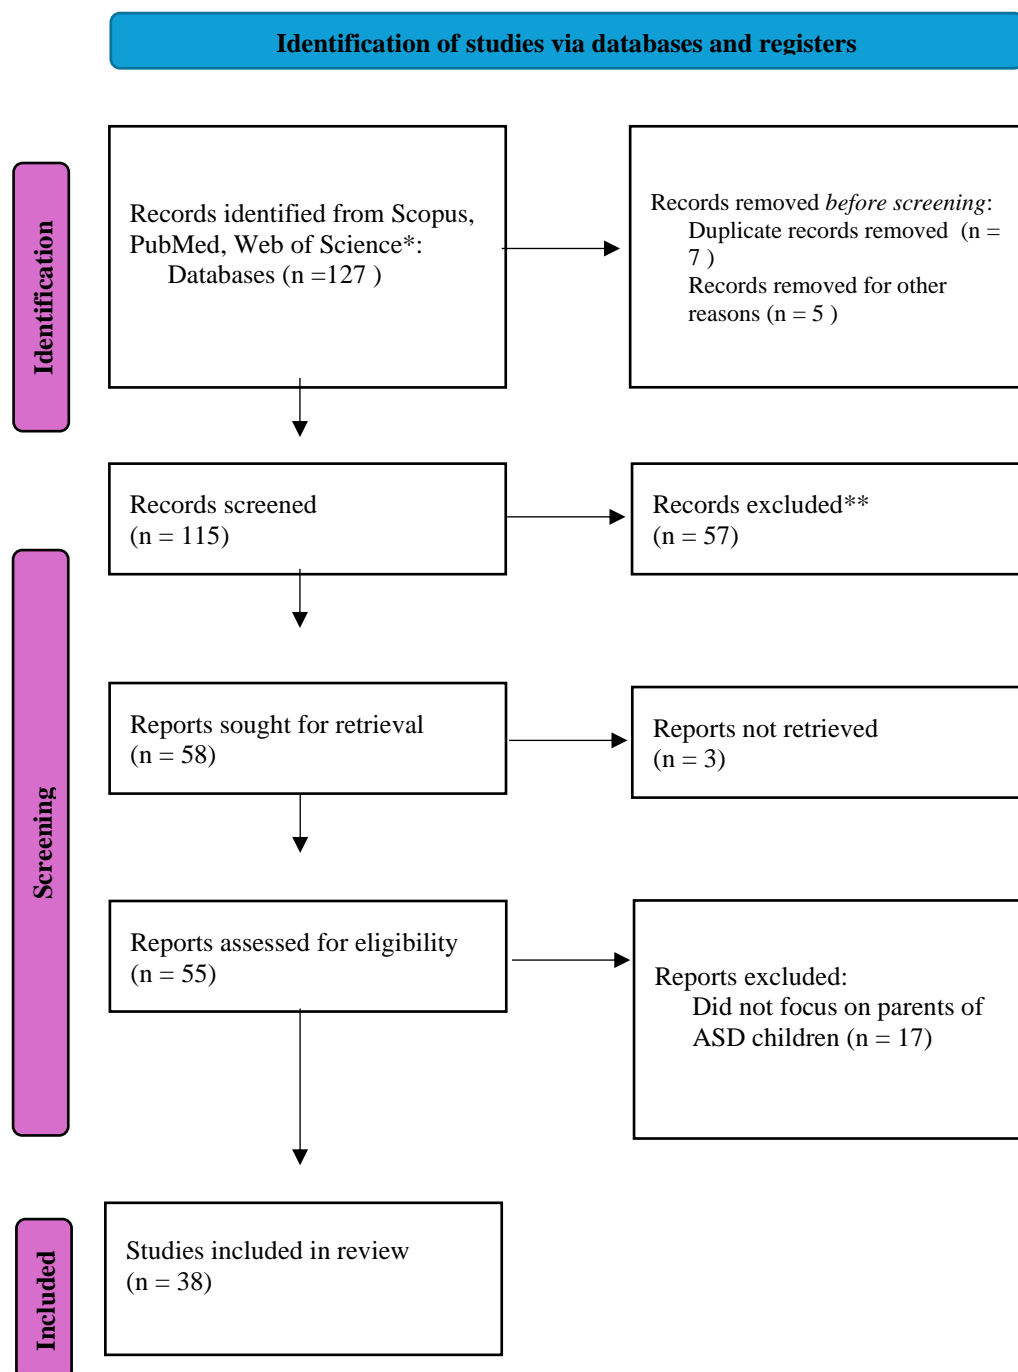 Identification of studies via databases and registers
Identification
Records identified from Scopus,
PubMed, Web of Science*:
Databases (n =127 )
Records removed before screening:
Duplicate records removed  (n =
7 )
Records removed for other
reasons (n = 5 )
Screening
Records screened
(n = 115)
Records excluded**
(n = 57)
Reports sought for retrieval
(n = 58)
Reports not retrieved
(n = 3)
Reports assessed for eligibility
(n = 55)
Reports excluded:
Did not focus on parents of
ASD children (n = 17)
Included
Studies included in review
(n = 38)